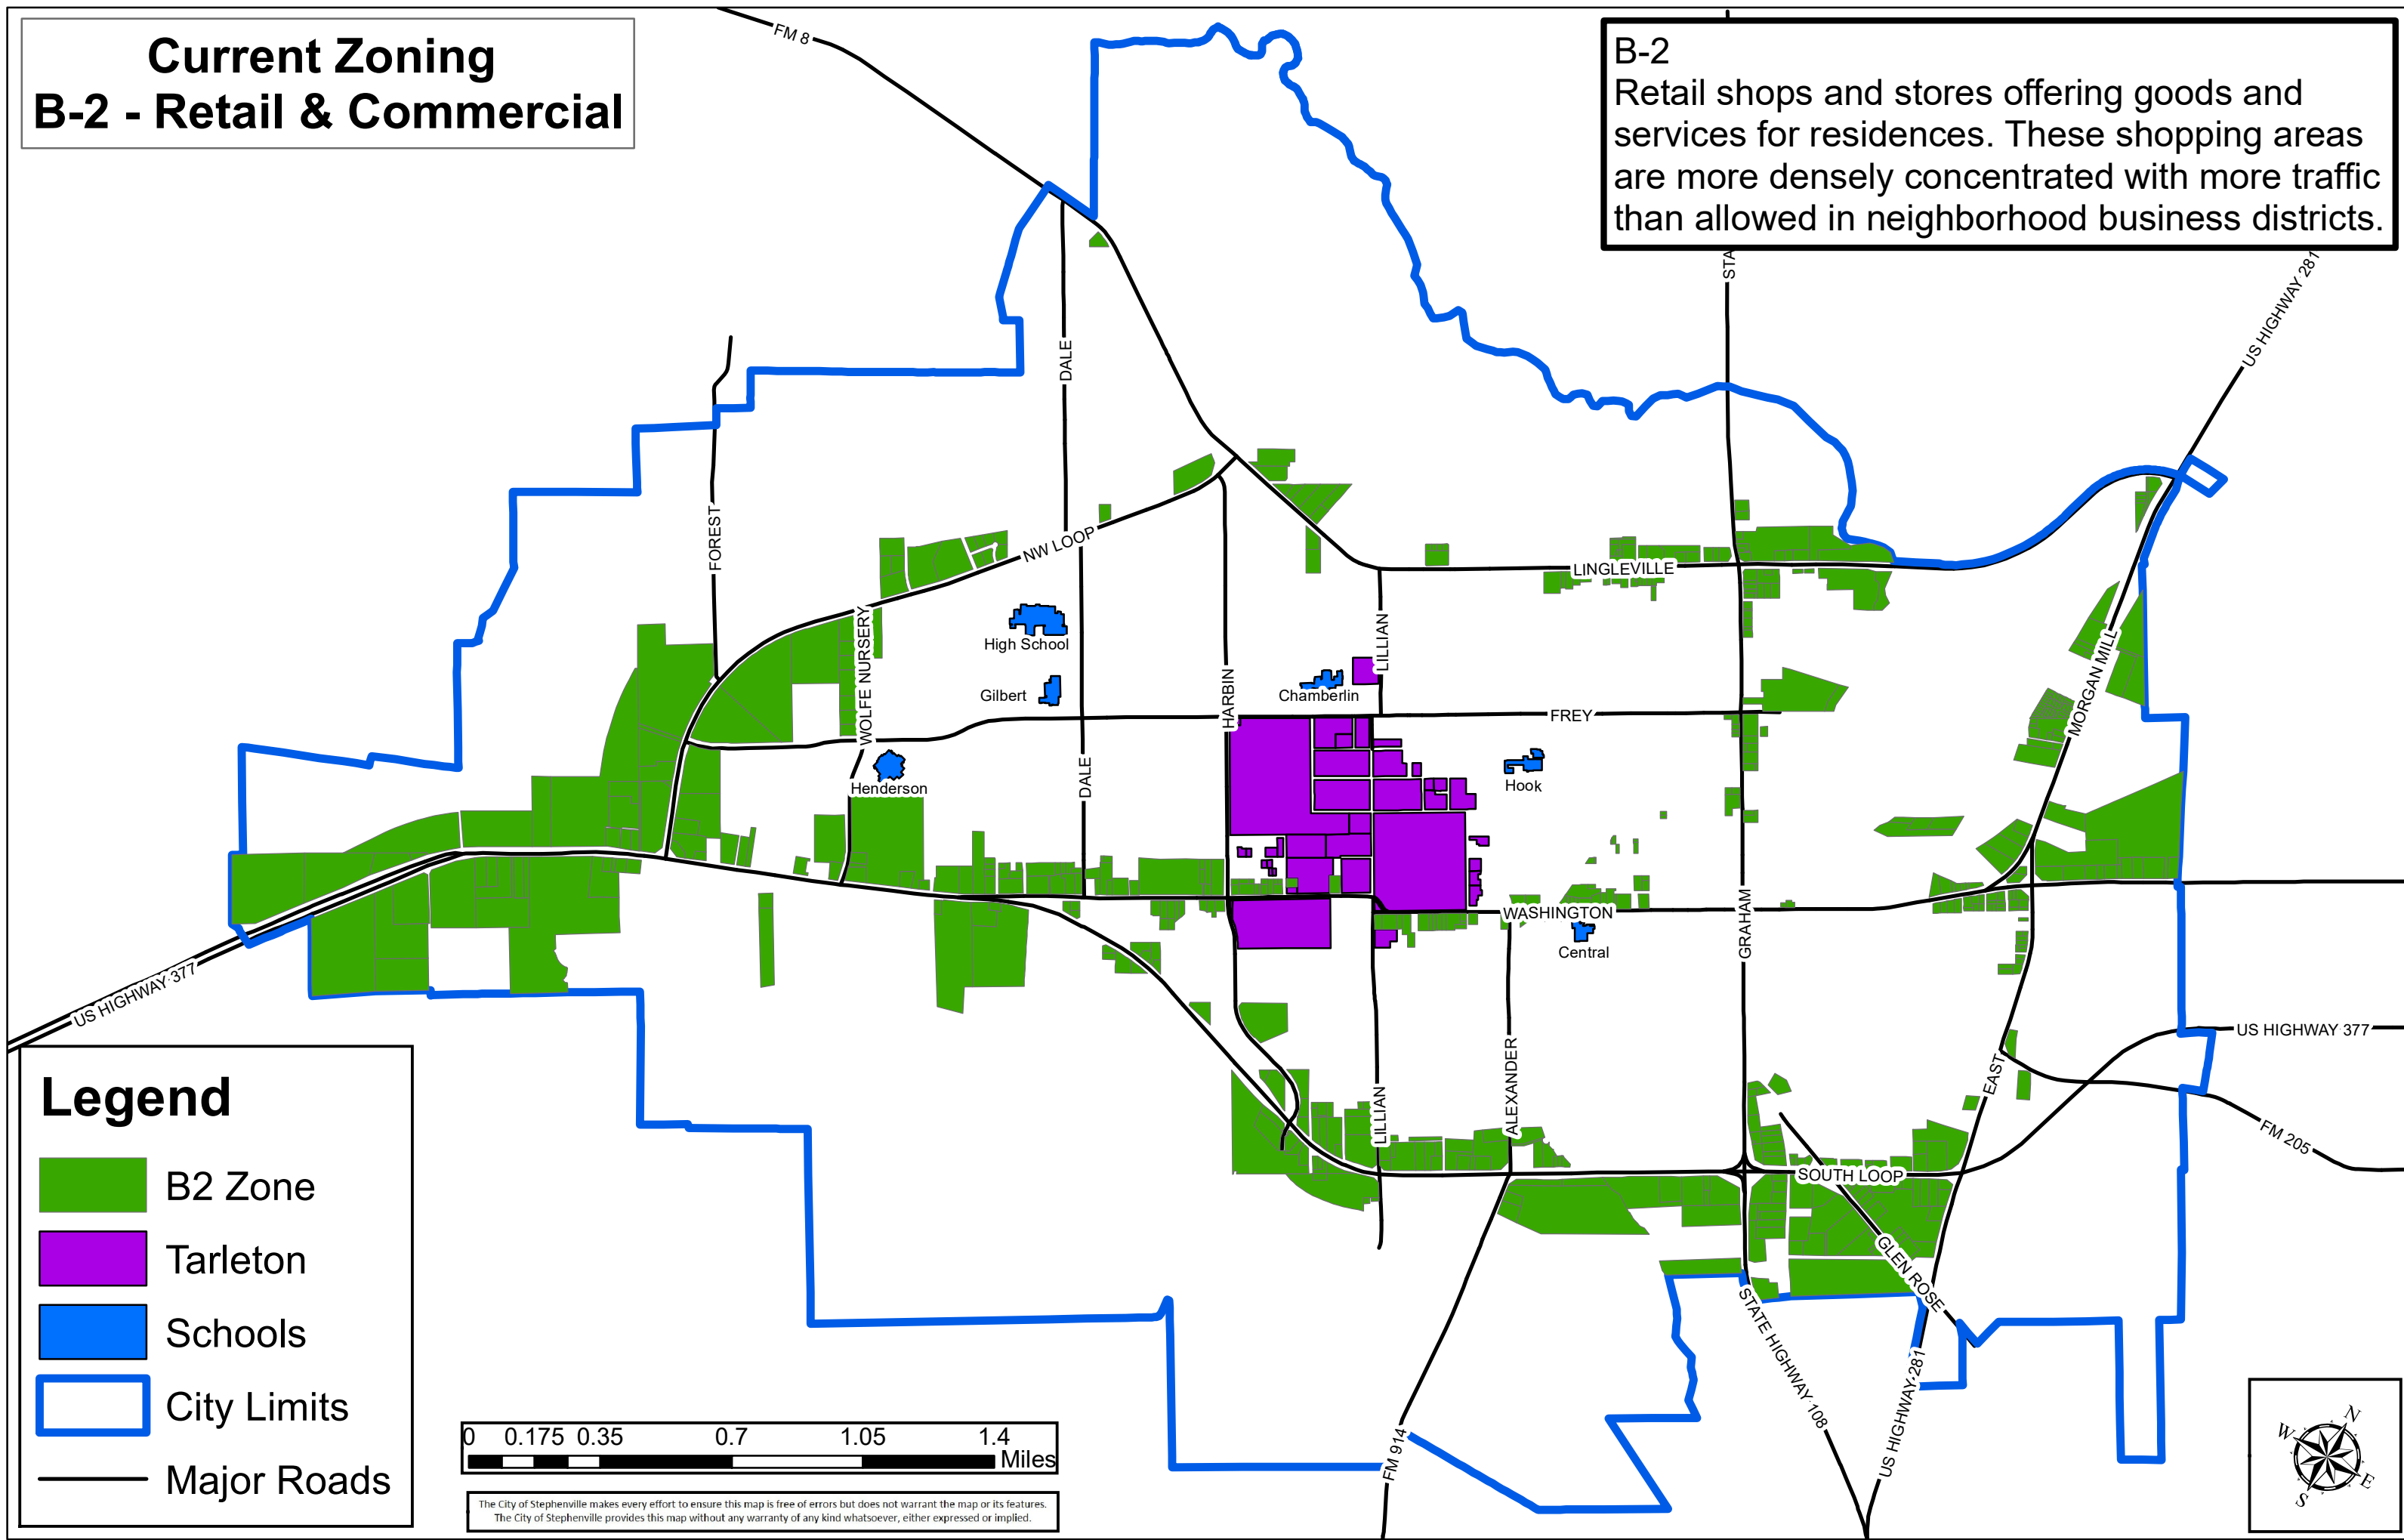 Current Zoning
B-2 - Retail & Commercial
B-2
Retail shops and stores offering goods and
services for residences. These shopping areas
are more densely concentrated with more traffic
than allowed in neighborhood business districts.
FM 8
STA
US HIGHWAY 281
DALE
FOREST
NW LOOP
LINGLEVILLE
WOLFE NURSERY
High School
LILLIAN
MORGAN MILL
Gilbert
Chamberlin
HARBIN
FREY
Henderson
DALE
Hook
WASHINGTON
GRAHAM
Central
US HIGHWAY 377
US HIGHWAY 377
LILLIAN
ALEXANDER
EAST
FM 205
SOUTH LOOP
GLEN ROSE
STATE HIGHWAY 108
US HIGHWAY 281
FM 914
Legend
B2 Zone
Tarleton
Schools
City Limits
Major Roads
0 0.175 0.35 0.7 1.05 1.4
Miles
The City of Stephenville makes every effort to ensure this map is free of errors but does not warrant the map or its features.
The City of Stephenville provides this map without any warranty of any kind whatsoever, either expressed or implied.
N
W
E
S